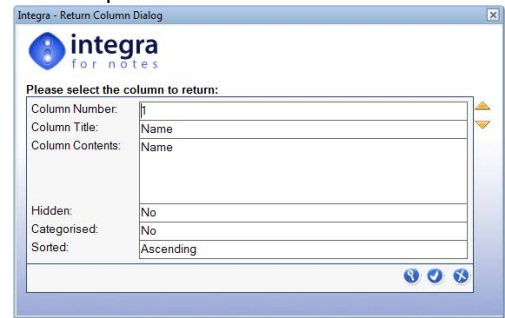 Integra - Return Column Dialog
integra
for notes
Please select the column to return:
Column Number: 1
Column Title: Name
Column Contents: Name
Hidden: No
Categorised: No
Sorted: Ascending